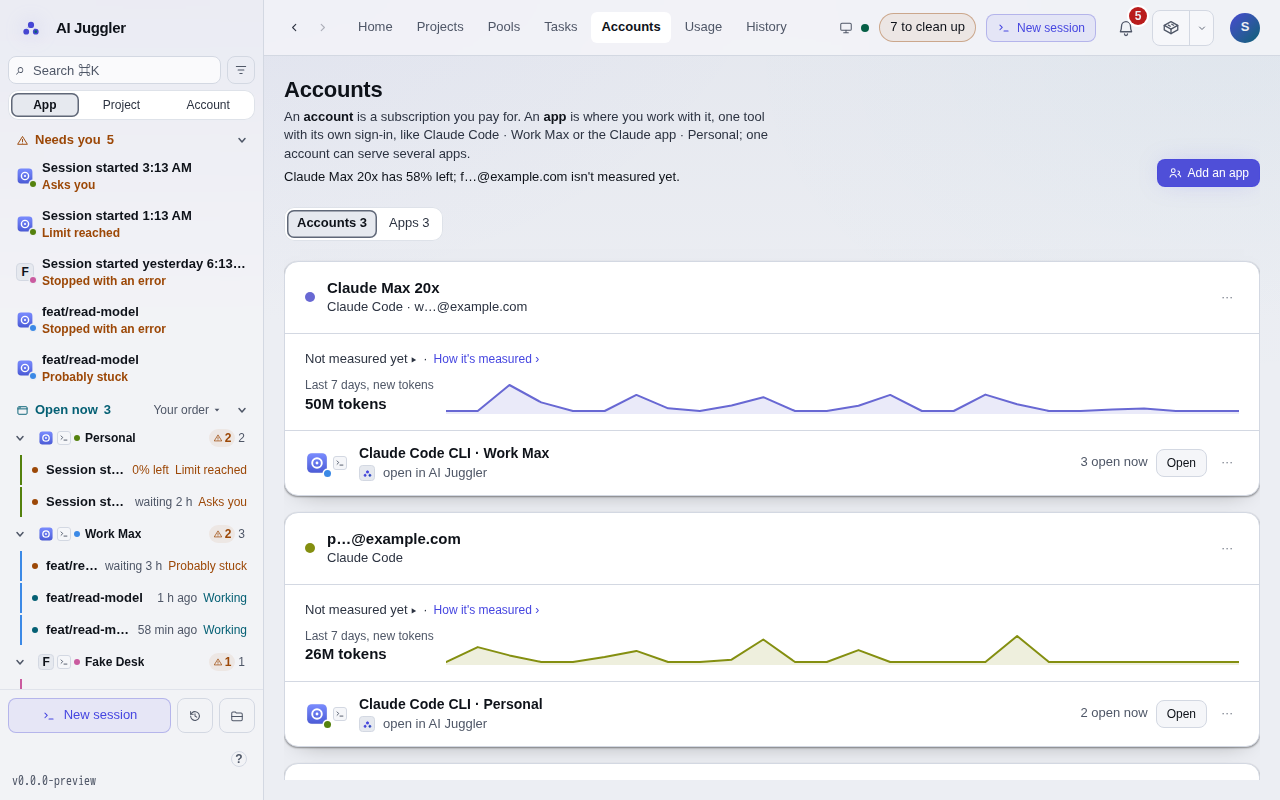 AI Juggler
Search ⌘K
App Project Account
Needs you 5
Session started 3:13 AM
Asks you
Session started 1:13 AM
Limit reached
F
Session started yesterday 6:13…
Stopped with an error
feat/read-model
Stopped with an error
feat/read-model
Probably stuck
Open now 3 Your order
Personal 2 2
Session st… 0% left Limit reached
Session st… waiting 2 h Asks you
Work Max 2 3
feat/re… waiting 3 h Probably stuck
feat/read-model 1 h ago Working
feat/read-m… 58 min ago Working
F Fake Desk 1 1
New session
?
v0.0.0-preview
Home Projects Pools Tasks Accounts Usage History
7 to clean up
New session
5
S
Accounts
An account is a subscription you pay for. An app is where you work with it, one tool
with its own sign-in, like Claude Code · Work Max or the Claude app · Personal; one
account can serve several apps.
Claude Max 20x has 58% left; f…@example.com isn't measured yet.
Add an app
Accounts 3 Apps 3
Claude Max 20x
Claude Code · w…@example.com
···
Not measured yet ▸ · How it's measured ›
Last 7 days, new tokens
50M tokens
Claude Code CLI · Work Max
open in AI Juggler
3 open now Open ···
p…@example.com
Claude Code
···
Not measured yet ▸ · How it's measured ›
Last 7 days, new tokens
26M tokens
Claude Code CLI · Personal
open in AI Juggler
2 open now Open ···